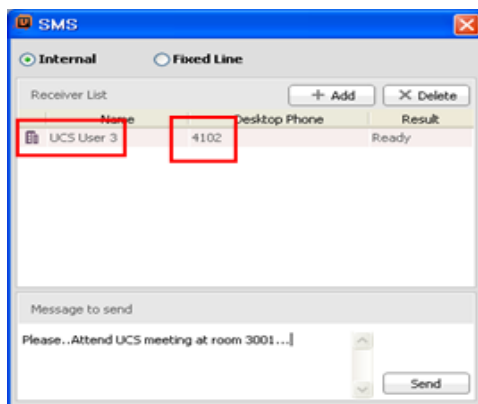 SMS
Internal Fixed Line
Receiver List + Add X Delete
Name Desktop Phone Result
UCS User 3 4102 Ready
Message to send
Please..Attend UCS meeting at room 3001...
Send